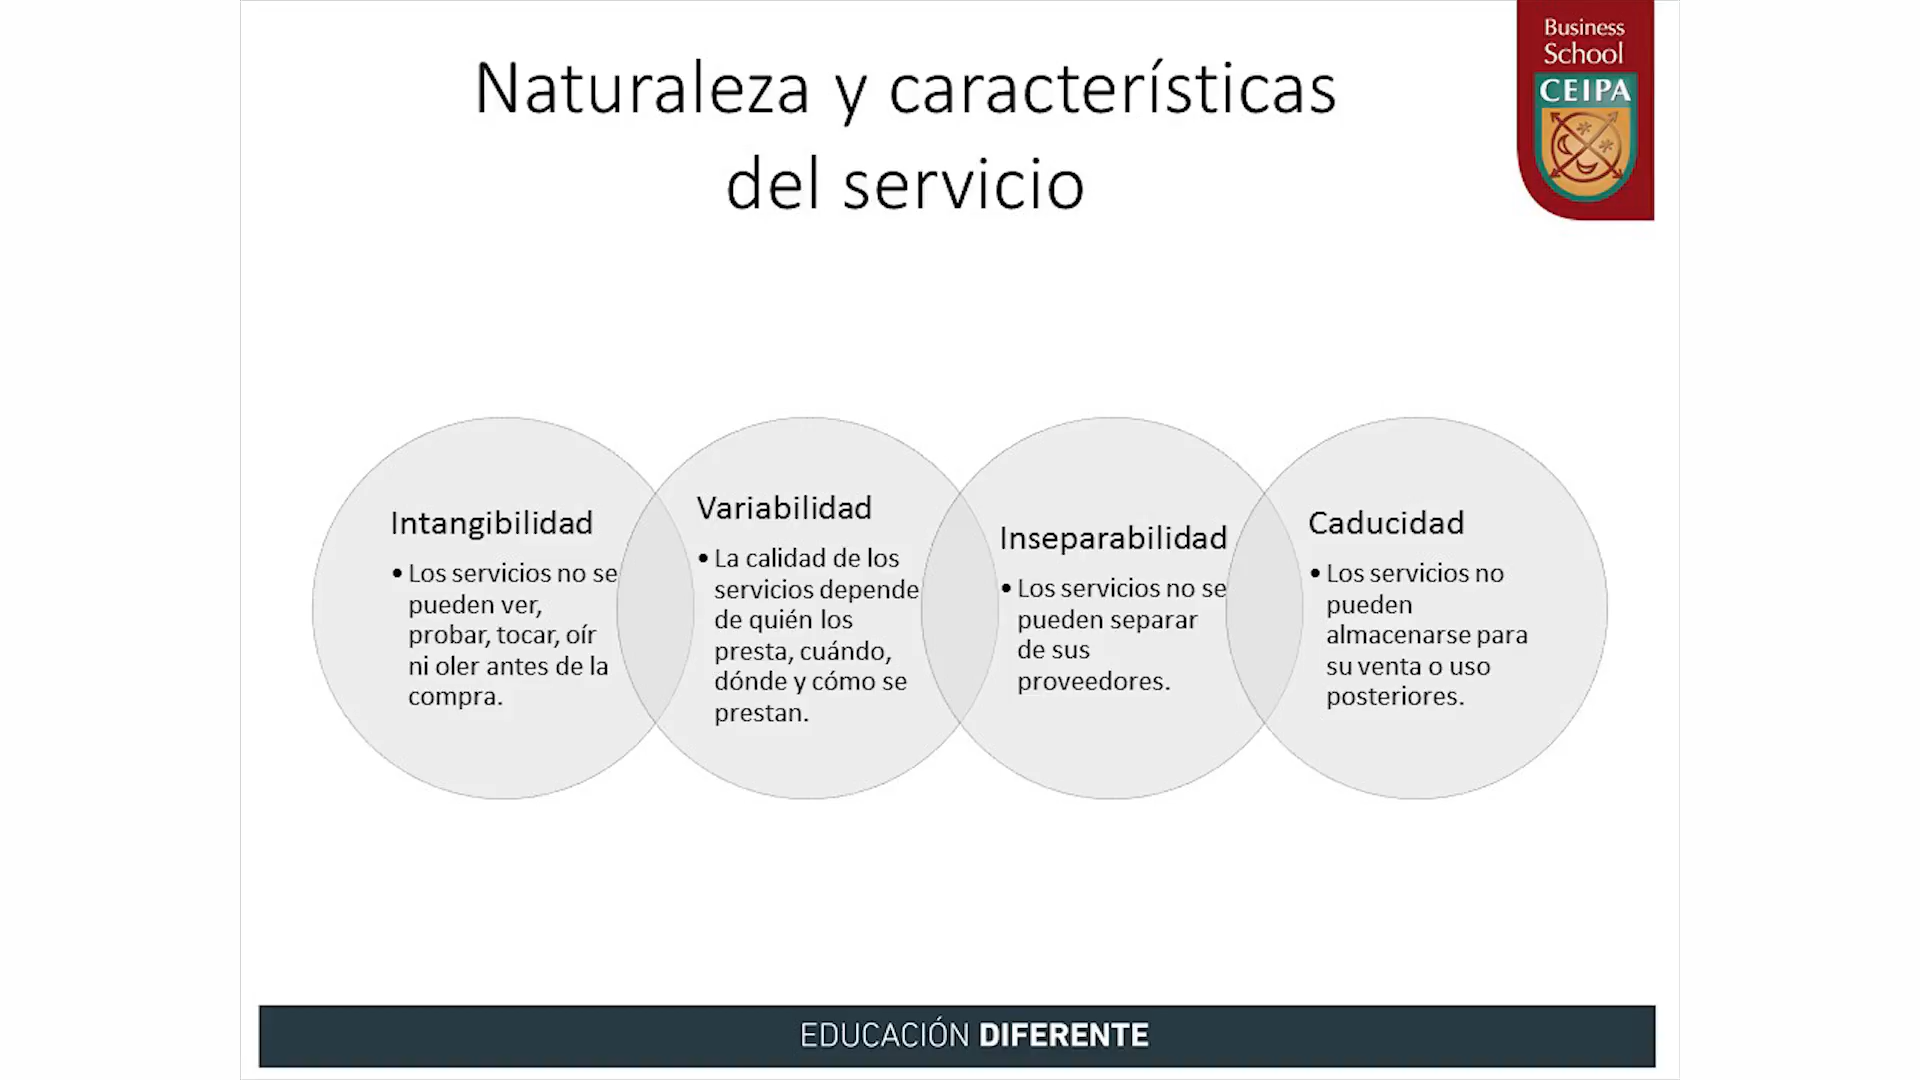 Naturaleza y características
del servicio
Business
School
CEIPA
Intangibilidad
• Los servicios no se
pueden ver,
probar, tocar, oír
ni oler antes de la
compra.
Variabilidad
• La calidad de los
servicios depende
de quién los
presta, cuándo,
dónde y cómo se
prestan.
Inseparabilidad
• Los servicios no se
pueden separar
de sus
proveedores.
Caducidad
• Los servicios no
pueden
almacenarse para
su venta o uso
posteriores.
EDUCACIÓN DIFERENTE